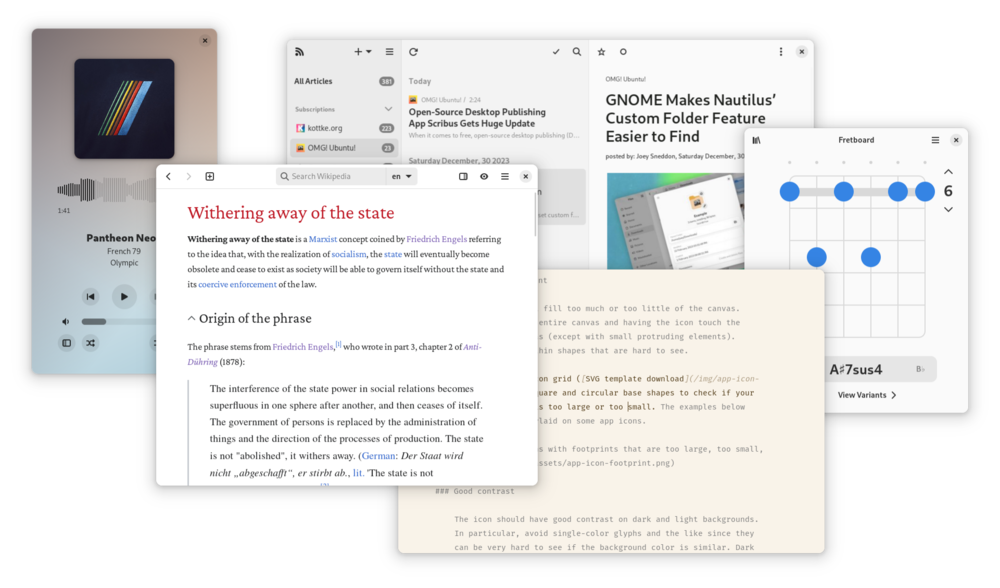 1:41
Pantheon Neo
French 79
Olympic
All Articles 381
Subscriptions
kottke.org 223
OMG! Ubuntu! 23
Today
OMG! Ubuntu! / 2:24
Open-Source Desktop Publishing
App Scribus Gets Huge Update
When it comes to free, open-source desktop publishing (D…
Saturday December, 30 2023
set custom f…
OMG! Ubuntu!
GNOME Makes Nautilus’
Custom Folder Feature
Easier to Find
posted by: Joey Sneddon, Saturday December, 30
Fretboard
6
A♯7sus4
B♭
View Variants
Search Wikipedia
en
Withering away of the state
Withering away of the state is a Marxist concept coined by Friedrich Engels referring
to the idea that, with the realization of socialism, the state will eventually become
obsolete and cease to exist as society will be able to govern itself without the state and
its coercive enforcement of the law.
Origin of the phrase
The phrase stems from Friedrich Engels,[1] who wrote in part 3, chapter 2 of Anti-
Dühring (1878):
The interference of the state power in social relations becomes
superfluous in one sphere after another, and then ceases of itself.
The government of persons is replaced by the administration of
things and the direction of the processes of production. The state
is not "abolished", it withers away. (German: Der Staat wird
nicht „abgeschafft“, er stirbt ab., lit. 'The state is not
fill too much or too little of the canvas.
entire canvas and having the icon touch the
(except with small protruding elements).
thin shapes that are hard to see.
on grid ([SVG template download](/img/app-icon-
square and circular base shapes to check if your
is too large or too small. The examples below
laid on some app icons.
with footprints that are too large, too small,
assets/app-icon-footprint.png)
### Good contrast
The icon should have good contrast on dark and light backgrounds.
In particular, avoid single-color glyphs and the like since they
can be very hard to see if the background color is similar. Dark